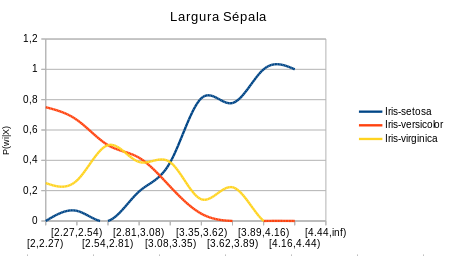 Largura Sépala
1,2
1
0,8
0,6
0,4
0,2
0
P(wi|X)
Iris-setosa
Iris-versicolor
Iris-virginica
[2.27,2.54) [2.81,3.08) [3.35,3.62) [3.89,4.16) [4.44,inf)
[2,2.27) [2.54,2.81) [3.08,3.35) [3.62,3.89) [4.16,4.44)